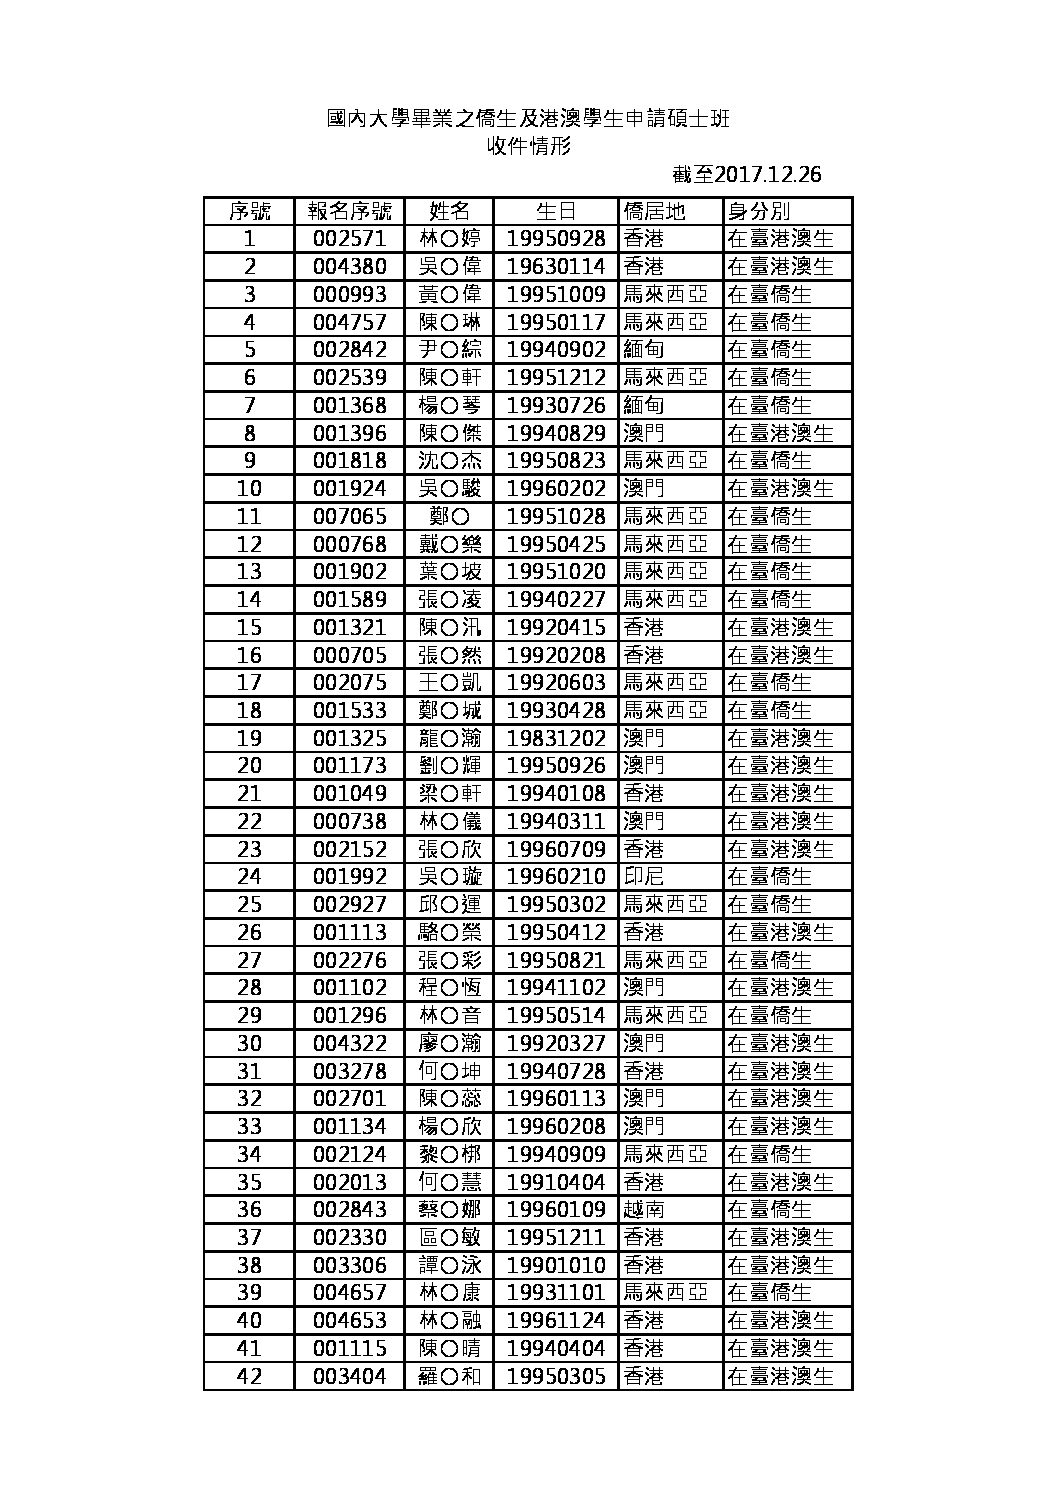 國內大學畢業之僑生及港澳學生申請碩士班
收件情形
截至2017.12.26
序號 報名序號 姓名 生日 僑居地 身分別
1 002571 林○婷 19950928 香港 在臺港澳生
2 004380 吳○偉 19630114 香港 在臺港澳生
3 000993 黃○偉 19951009 馬來西亞 在臺僑生
4 004757 陳○琳 19950117 馬來西亞 在臺僑生
5 002842 尹○綜 19940902 緬甸 在臺僑生
6 002539 陳○軒 19951212 馬來西亞 在臺僑生
7 001368 楊○琴 19930726 緬甸 在臺僑生
8 001396 陳○傑 19940829 澳門 在臺港澳生
9 001818 沈○杰 19950823 馬來西亞 在臺僑生
10 001924 吳○駿 19960202 澳門 在臺港澳生
11 007065 鄭○ 19951028 馬來西亞 在臺僑生
12 000768 戴○樂 19950425 馬來西亞 在臺僑生
13 001902 葉○坡 19951020 馬來西亞 在臺僑生
14 001589 張○凌 19940227 馬來西亞 在臺僑生
15 001321 陳○汛 19920415 香港 在臺港澳生
16 000705 張○然 19920208 香港 在臺港澳生
17 002075 王○凱 19920603 馬來西亞 在臺僑生
18 001533 鄭○城 19930428 馬來西亞 在臺僑生
19 001325 龍○瀚 19831202 澳門 在臺港澳生
20 001173 劉○輝 19950926 澳門 在臺港澳生
21 001049 梁○軒 19940108 香港 在臺港澳生
22 000738 林○儀 19940311 澳門 在臺港澳生
23 002152 張○欣 19960709 香港 在臺港澳生
24 001992 吳○璇 19960210 印尼 在臺僑生
25 002927 邱○運 19950302 馬來西亞 在臺僑生
26 001113 駱○榮 19950412 香港 在臺港澳生
27 002276 張○彩 19950821 馬來西亞 在臺僑生
28 001102 程○恆 19941102 澳門 在臺港澳生
29 001296 林○音 19950514 馬來西亞 在臺僑生
30 004322 廖○瀚 19920327 澳門 在臺港澳生
31 003278 何○坤 19940728 香港 在臺港澳生
32 002701 陳○蕊 19960113 澳門 在臺港澳生
33 001134 楊○欣 19960208 澳門 在臺港澳生
34 002124 黎○梆 19940909 馬來西亞 在臺僑生
35 002013 何○慧 19910404 香港 在臺港澳生
36 002843 蔡○娜 19960109 越南 在臺僑生
37 002330 區○敏 19951211 香港 在臺港澳生
38 003306 譚○泳 19901010 香港 在臺港澳生
39 004657 林○康 19931101 馬來西亞 在臺僑生
40 004653 林○融 19961124 香港 在臺港澳生
41 001115 陳○晴 19940404 香港 在臺港澳生
42 003404 羅○和 19950305 香港 在臺港澳生